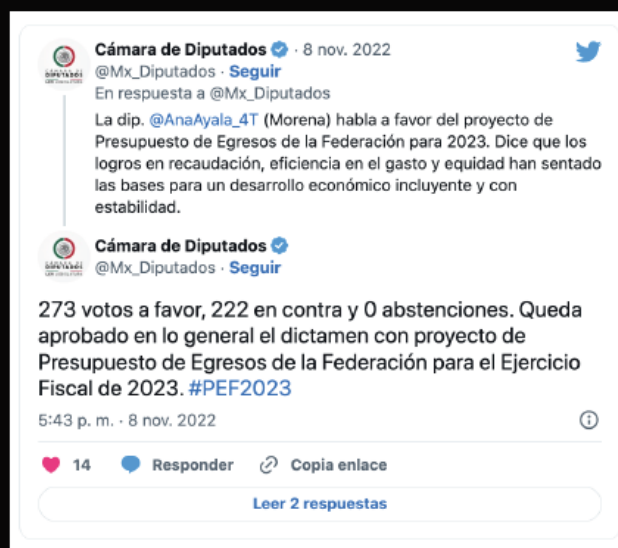 Cámara de Diputados · 8 nov. 2022
@Mx_Diputados · Seguir
En respuesta a @Mx_Diputados
La dip. @AnaAyala_4T (Morena) habla a favor del proyecto de
Presupuesto de Egresos de la Federación para 2023. Dice que los
logros en recaudación, eficiencia en el gasto y equidad han sentado
las bases para un desarrollo económico incluyente y con
estabilidad.
Cámara de Diputados
@Mx_Diputados · Seguir
273 votos a favor, 222 en contra y 0 abstenciones. Queda
aprobado en lo general el dictamen con proyecto de
Presupuesto de Egresos de la Federación para el Ejercicio
Fiscal de 2023. #PEF2023
5:43 p. m. · 8 nov. 2022
14 Responder Copia enlace
Leer 2 respuestas